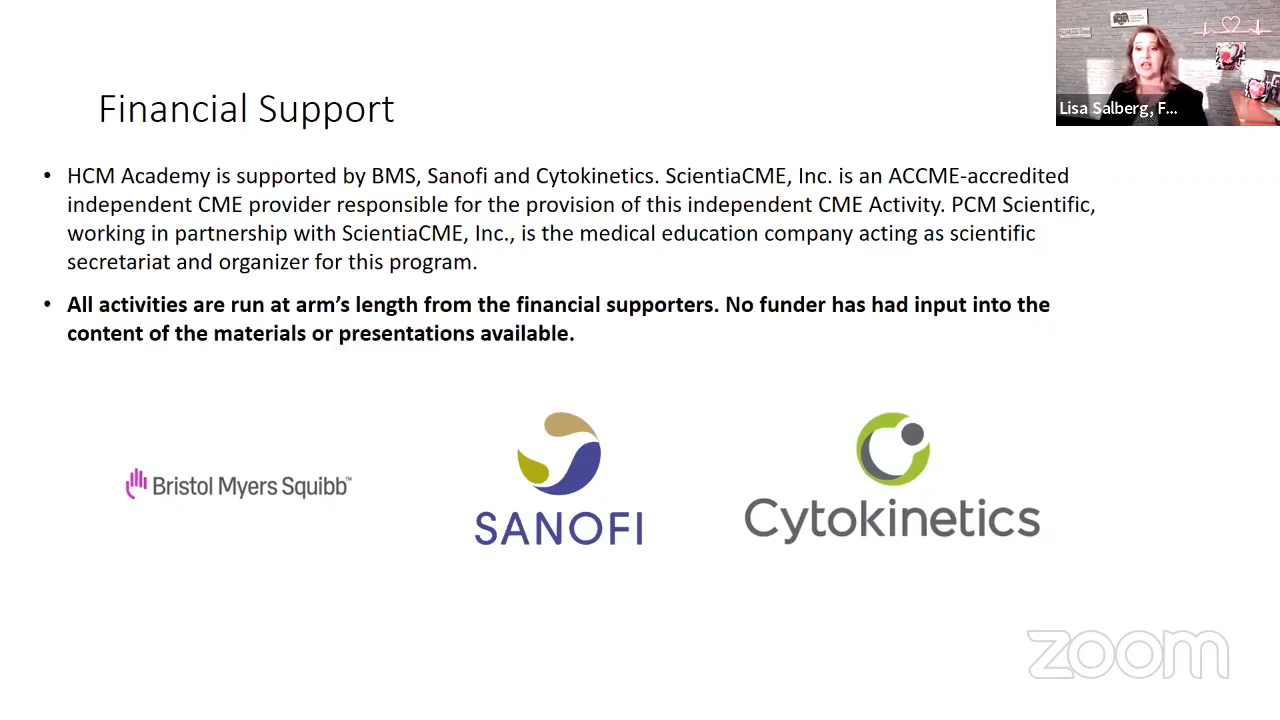 Financial Support
Lisa Salberg, F...
• HCM Academy is supported by BMS, Sanofi and Cytokinetics. ScientiaCME, Inc. is an ACCME-accredited
independent CME provider responsible for the provision of this independent CME Activity. PCM Scientific,
working in partnership with ScientiaCME, Inc., is the medical education company acting as scientific
secretariat and organizer for this program.
• All activities are run at arm’s length from the financial supporters. No funder has had input into the
content of the materials or presentations available.
Bristol Myers Squibb™
SANOFI
Cytokinetics
zoom